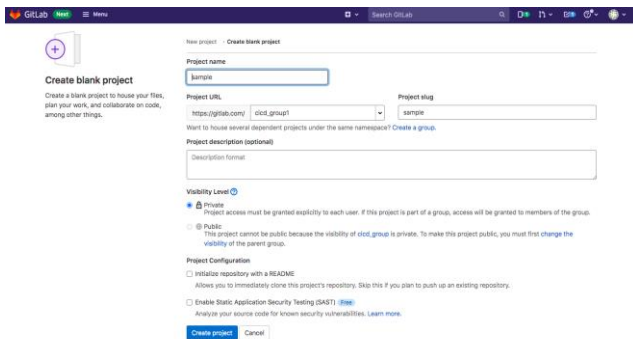 GitLab Next Menu Search GitLab
New project › Create blank project
Create blank project
Create a blank project to house your files,
plan your work, and collaborate on code,
among other things.
Project name
sample
Project URL
Project slug
https://gitlab.com/ cicd_group1
sample
Want to house several dependent projects under the same namespace? Create a group.
Project description (optional)
Description format
Visibility Level
Private
Project access must be granted explicitly to each user. If this project is part of a group, access will be granted to members of the group.
Public
This project cannot be public because the visibility of cicd_group is private. To make this project public, you must first change the
visibility of the parent group.
Project Configuration
Initialize repository with a README
Allows you to immediately clone this project's repository. Skip this if you plan to push up an existing repository.
Enable Static Application Security Testing (SAST) Free
Analyze your source code for known security vulnerabilities. Learn more.
Create project Cancel